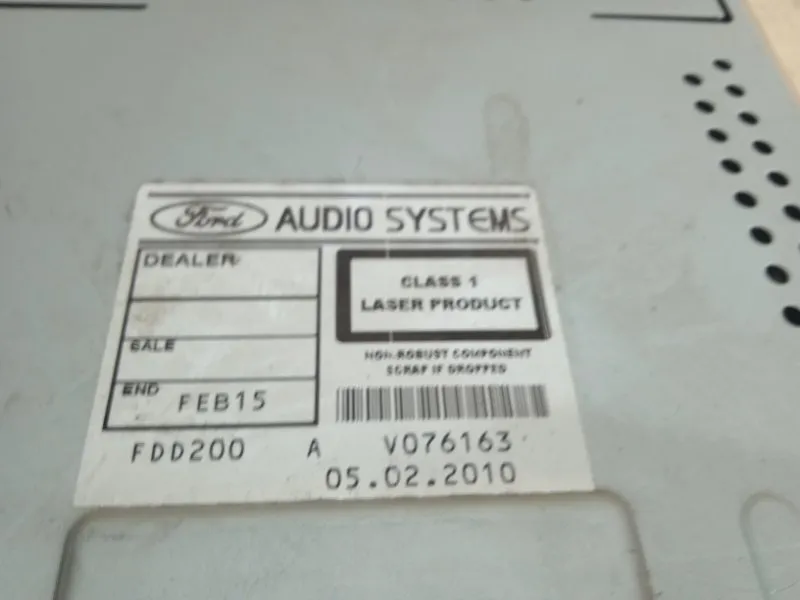 Ford AUDIO SYSTEMS
DEALER
CLASS 1
LASER PRODUCT
SALE
NON-ROBUST COMPONENT
SCRAP IF DROPPED
END FEB15
FDD200 A V076163
05.02.2010